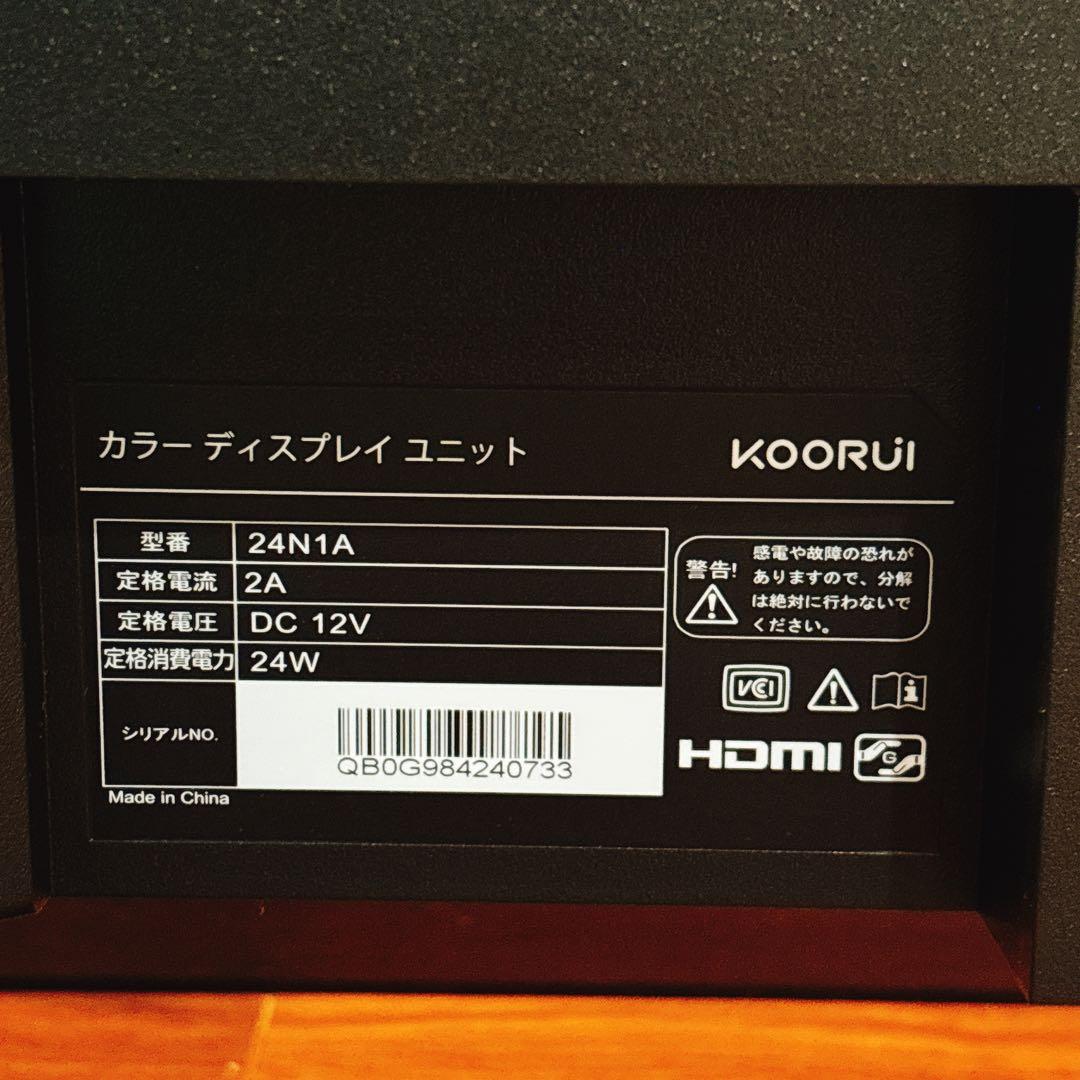 カラー ディスプレイ ユニット
KOORUI
型番 24N1A
定格電流 2A
定格電圧 DC 12V
定格消費電力 24W
シリアルNO.
QB0G984240733
Made in China
警告!
感電や故障の恐れが
ありますので、分解
は絶対に行わないで
ください。
VCCI
HDMI
G